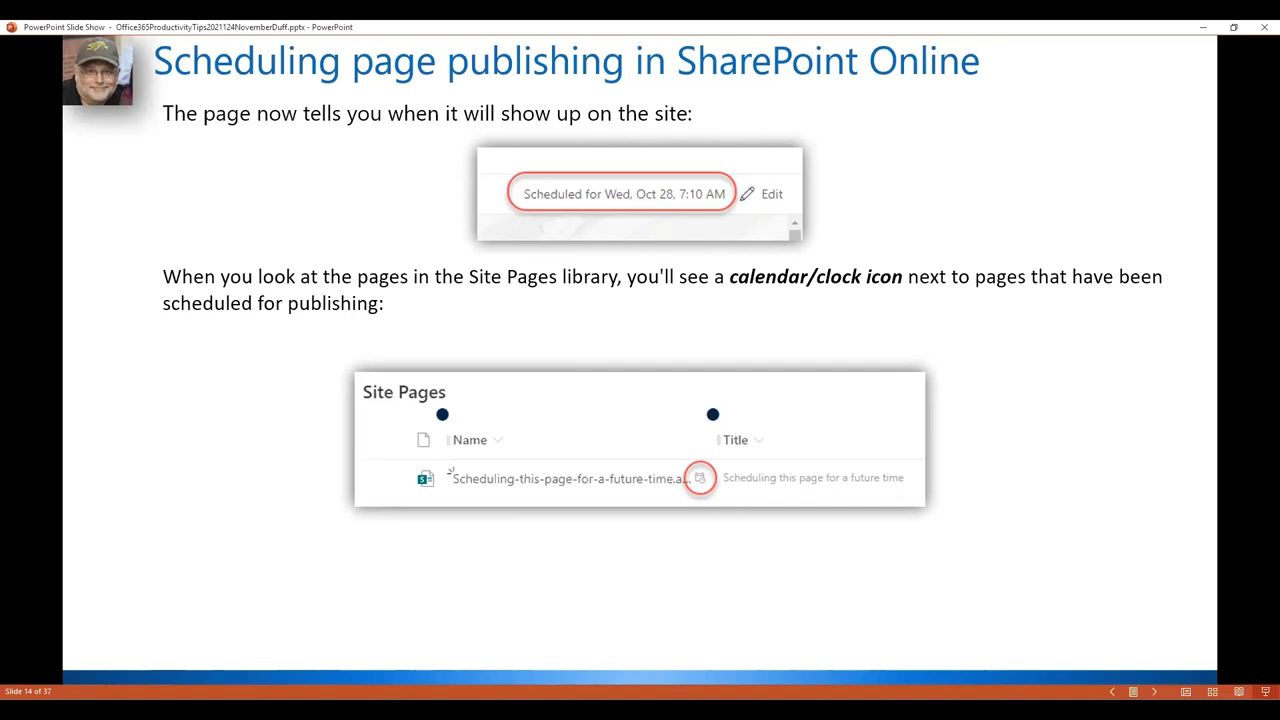 PowerPoint Slide Show - Office365ProductivityTips2021124NovemberDuff.pptx - PowerPoint
Scheduling page publishing in SharePoint Online
The page now tells you when it will show up on the site:
Scheduled for Wed, Oct 28, 7:10 AM Edit
When you look at the pages in the Site Pages library, you'll see a calendar/clock icon next to pages that have been
scheduled for publishing:
Site Pages
Name Title
Scheduling-this-page-for-a-future-time.a... Scheduling this page for a future time
Slide 14 of 37